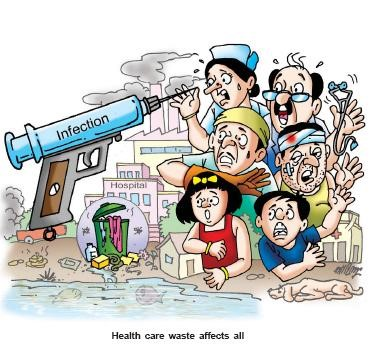 Infection
Hospital
Health care waste affects all